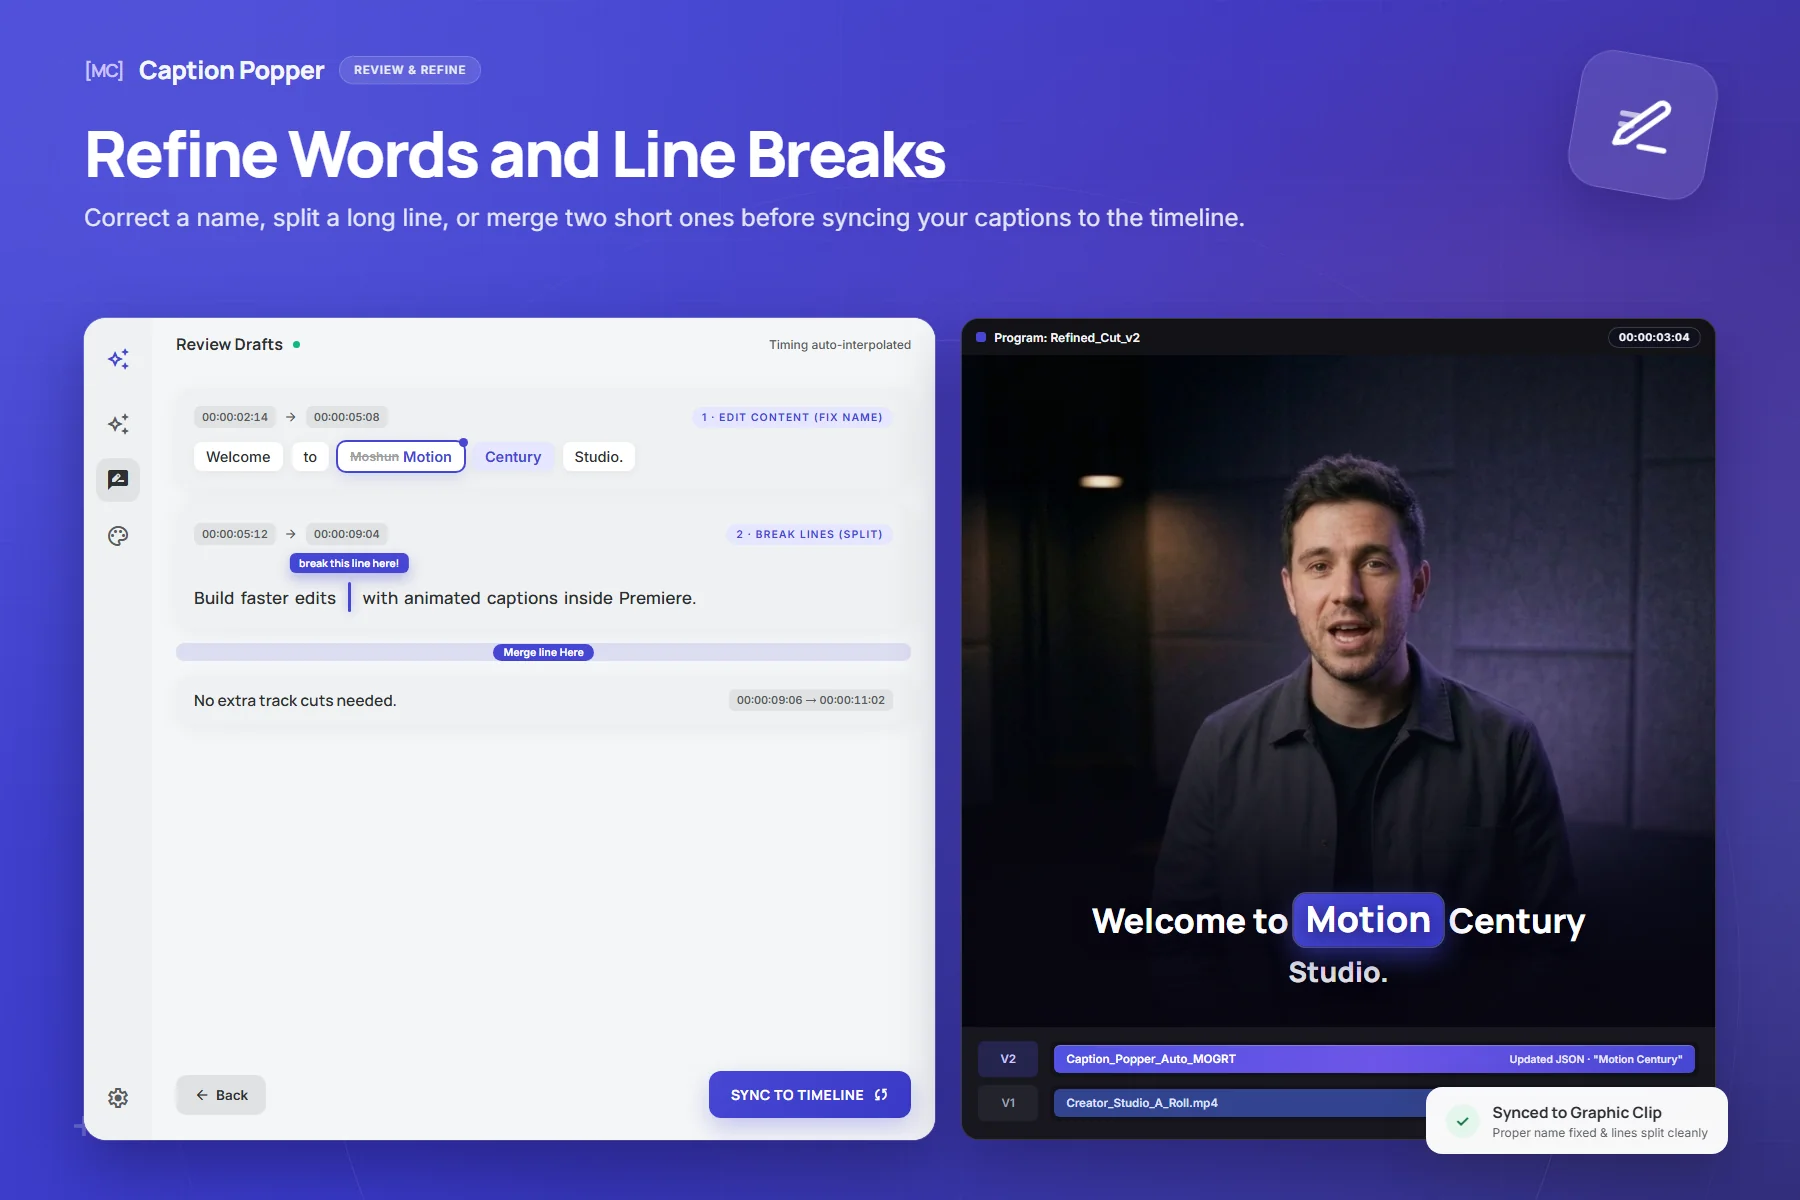 [MC] Caption Popper REVIEW & REFINE
Refine Words and Line Breaks
Correct a name, split a long line, or merge two short ones before syncing your captions to the timeline.
Review Drafts
Timing auto-interpolated
00:00:02:14 → 00:00:05:08
1 · EDIT CONTENT (FIX NAME)
Welcome to Moshun Motion Century Studio.
00:00:05:12 → 00:00:09:04
2 · BREAK LINES (SPLIT)
break this line here!
Build faster edits with animated captions inside Premiere.
Merge line Here
No extra track cuts needed.
00:00:09:06 → 00:00:11:02
← Back
SYNC TO TIMELINE
Program: Refined_Cut_v2
00:00:03:04
Welcome to Motion Century
Studio.
V2
Caption_Popper_Auto_MOGRT
Updated JSON · "Motion Century"
V1
Creator_Studio_A_Roll.mp4
Synced to Graphic Clip
Proper name fixed & lines split cleanly